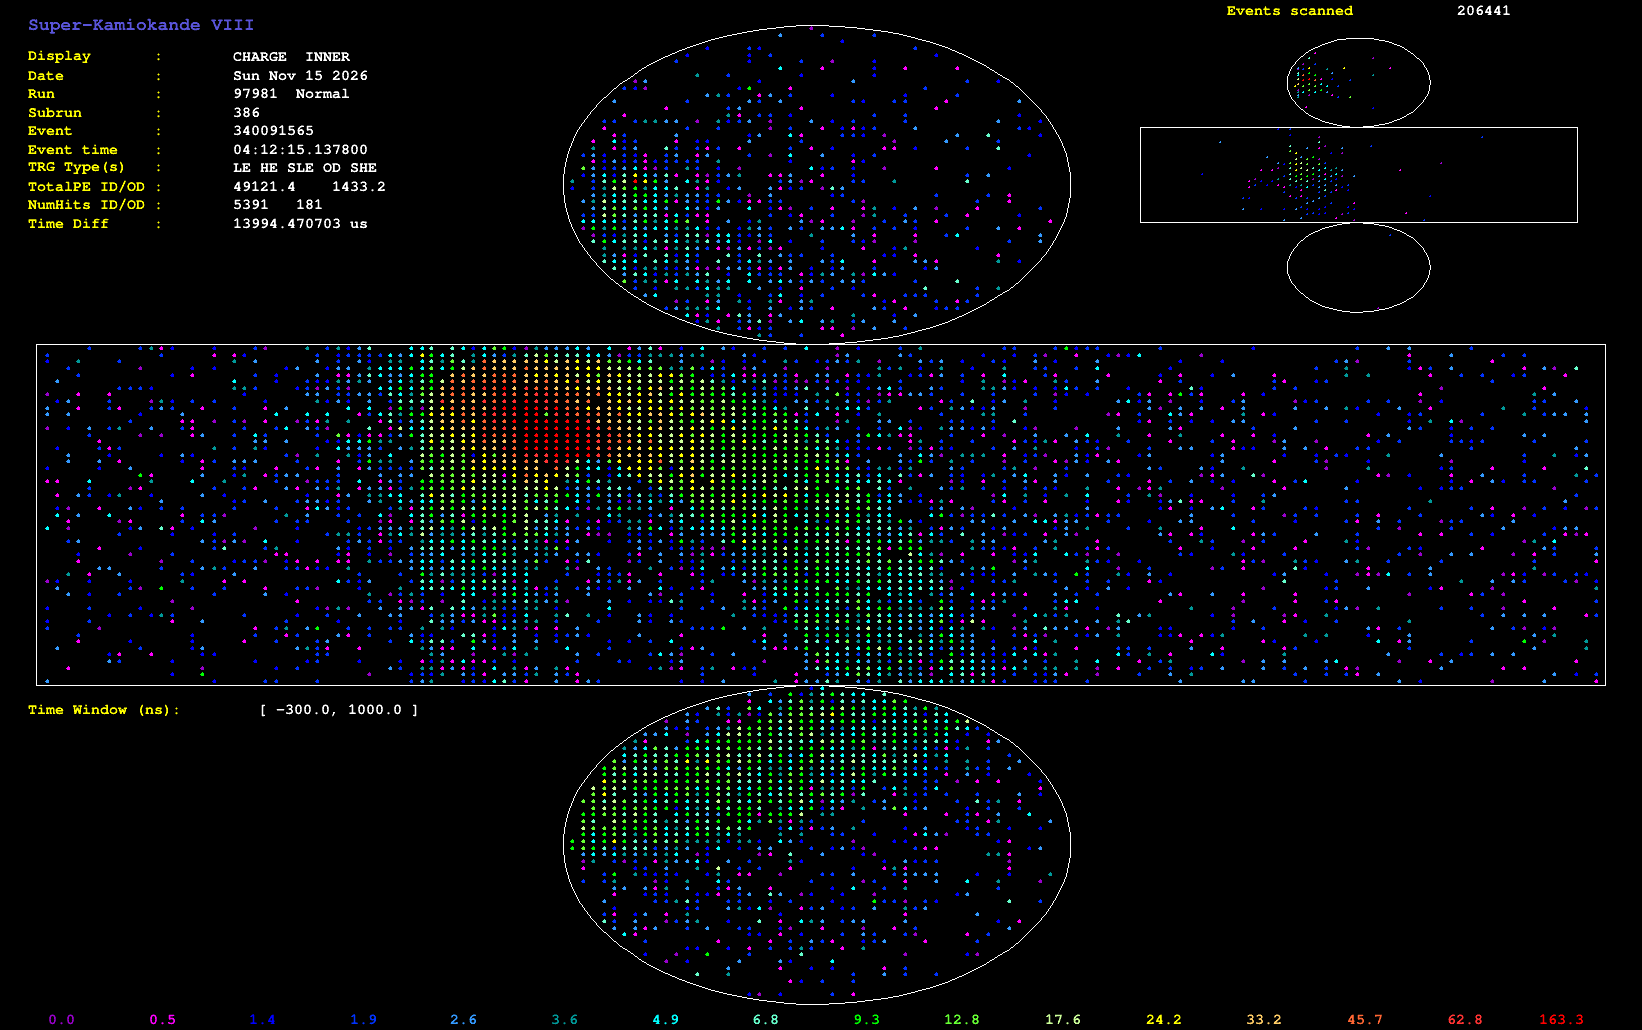 Super-Kamiokande VIII
Events scanned 206441
Display : CHARGE INNER
Date : Sun Nov 15 2026
Run : 97981 Normal
Subrun : 386
Event : 340091565
Event time : 04:12:15.137800
TRG Type(s) : LE HE SLE OD SHE
TotalPE ID/OD : 49121.4 1433.2
NumHits ID/OD : 5391 181
Time Diff : 13994.470703 us
Time Window (ns): [ -300.0, 1000.0 ]
0.0 0.5 1.4 1.9 2.6 3.6 4.9 6.8 9.3 12.8 17.6 24.2 33.2 45.7 62.8 163.3